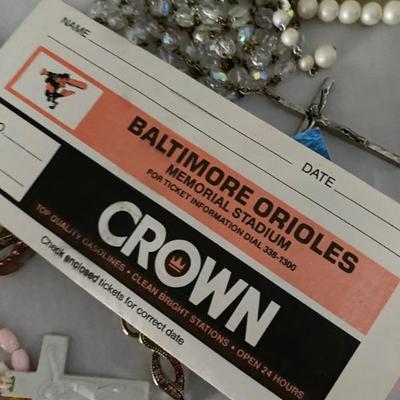 NAME
DATE
BALTIMORE ORIOLES
MEMORIAL STADIUM
FOR TICKET INFORMATION DIAL 338-1300
CROWN
TOP QUALITY GASOLINES • CLEAN BRIGHT STATIONS • OPEN 24 HOURS
Check enclosed tickets for correct date